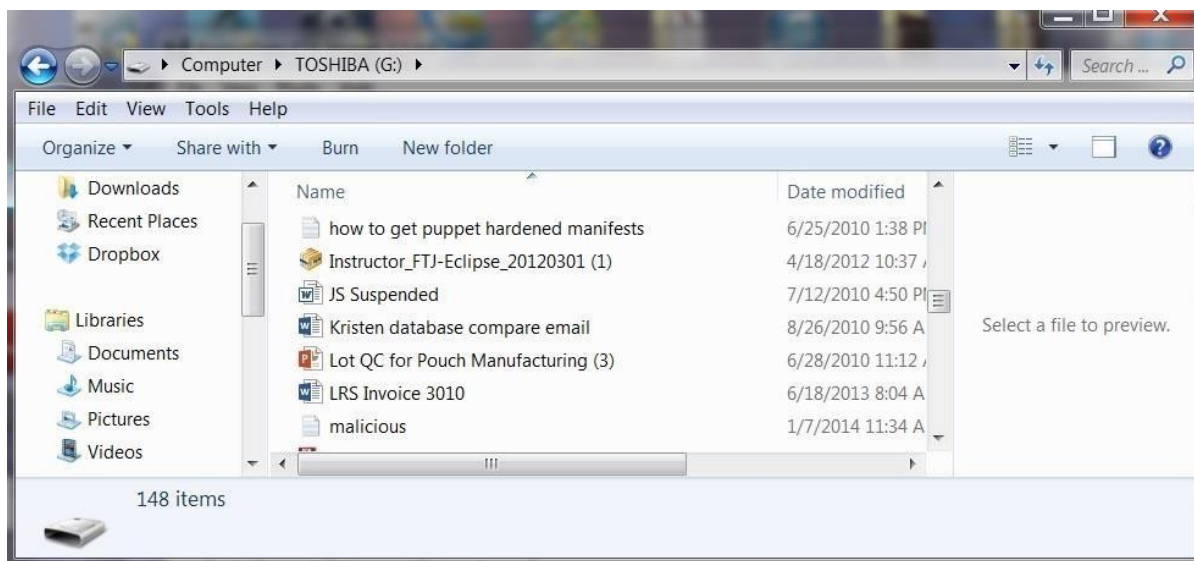 Computer ▸ TOSHIBA (G:) ▸ Search ...
File Edit View Tools Help
Organize Share with Burn New folder
Downloads
Recent Places
Dropbox
Libraries
Documents
Music
Pictures
Videos
Name Date modified
how to get puppet hardened manifests 6/25/2010 1:38 P
Instructor_FTJ-Eclipse_20120301 (1) 4/18/2012 10:37
JS Suspended 7/12/2010 4:50 P
Kristen database compare email 8/26/2010 9:56 A
Lot QC for Pouch Manufacturing (3) 6/28/2010 11:12
LRS Invoice 3010 6/18/2013 8:04 A
malicious 1/7/2014 11:34 A
Select a file to preview.
148 items